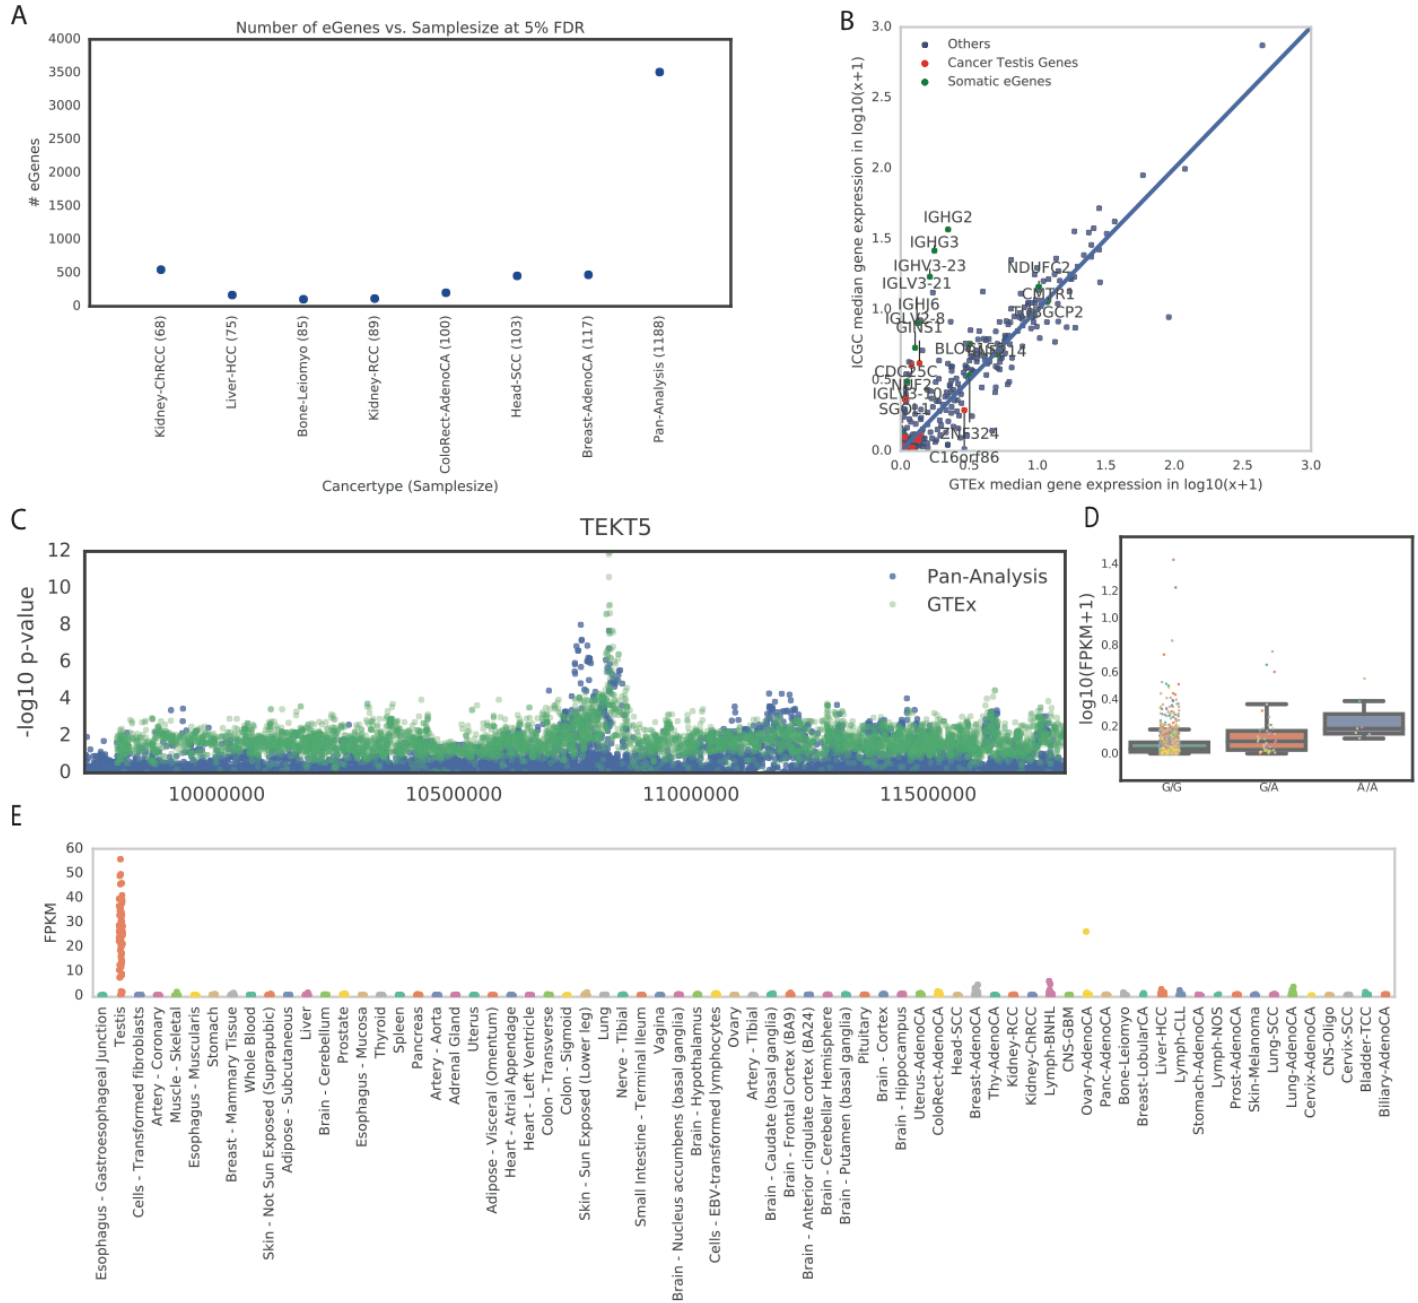 A
Number of eGenes vs. Samplesize at 5% FDR
4000
3500
3000
2500
2000
1500
1000
500
0
# eGenes
Kidney-ChRCC (68)
Liver-HCC (75)
Bone-Leiomyo (85)
Kidney-RCC (89)
ColoRect-AdenoCA (100)
Head-SCC (103)
Breast-AdenoCA (117)
Pan-Analysis (1188)
Cancertype (Samplesize)
B
3.0
2.5
2.0
1.5
1.0
0.5
0.0
ICGC median gene expression in log10(x+1)
Others
Cancer Testis Genes
Somatic eGenes
IGHG2
IGHG3
IGHV3-23
IGLV3-21
IGHJ6
IGLV2-8
GINS1
NDUFC2
CMTR1
CDC25C
NUF2
IGLV3-10
SGOL1
ZNF324
C16orf86
0.0
0.5
1.0
1.5
2.0
2.5
3.0
GTEx median gene expression in log10(x+1)
C
TEKT5
12
10
8
6
4
2
0
-log10 p-value
Pan-Analysis
GTEx
10000000
10500000
11000000
11500000
D
1.4
1.2
1.0
0.8
0.6
0.4
0.2
0.0
log10(FPKM+1)
G/G
G/A
A/A
E
60
50
40
30
20
10
0
FPKM
Esophagus - Gastroesophageal Junction
Testis
Cells - Transformed fibroblasts
Artery - Coronary
Muscle - Skeletal
Esophagus - Muscularis
Stomach
Breast - Mammary Tissue
Whole Blood
Skin - Not Sun Exposed (Suprapubic)
Adipose - Subcutaneous
Liver
Brain - Cerebellum
Prostate
Esophagus - Mucosa
Thyroid
Spleen
Pancreas
Artery - Aorta
Adrenal Gland
Uterus
Adipose - Visceral (Omentum)
Heart - Atrial Appendage
Heart - Left Ventricle
Colon - Transverse
Colon - Sigmoid
Skin - Sun Exposed (Lower leg)
Lung
Nerve - Tibial
Small Intestine - Terminal Ileum
Vagina
Brain - Nucleus accumbens (basal ganglia)
Brain - Hypothalamus
Cells - EBV-transformed lymphocytes
Ovary
Artery - Tibial
Brain - Caudate (basal ganglia)
Brain - Frontal Cortex (BA9)
Brain - Anterior cingulate cortex (BA24)
Brain - Cerebellar Hemisphere
Brain - Putamen (basal ganglia)
Pituitary
Brain - Cortex
Brain - Hippocampus
Uterus-AdenoCA
ColoRect-AdenoCA
Head-SCC
Breast-AdenoCA
Thy-AdenoCA
Kidney-RCC
Kidney-ChRCC
Lymph-BNHL
CNS-GBM
Ovary-AdenoCA
Panc-AdenoCA
Bone-Leiomyo
Breast-LobularCA
Liver-HCC
Lymph-CLL
Stomach-AdenoCA
Lymph-NOS
Prost-AdenoCA
Skin-Melanoma
Lung-SCC
Lung-AdenoCA
Cervix-AdenoCA
CNS-Oligo
Cervix-SCC
Bladder-TCC
Biliary-AdenoCA